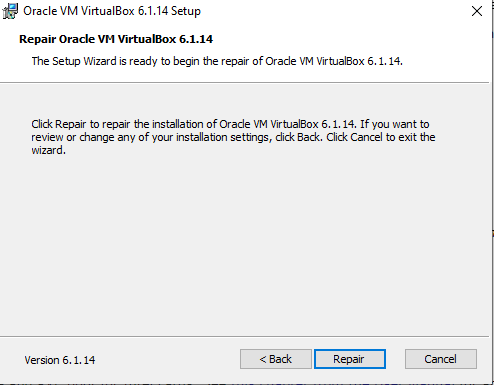 Oracle VM VirtualBox 6.1.14 Setup
Repair Oracle VM VirtualBox 6.1.14
The Setup Wizard is ready to begin the repair of Oracle VM VirtualBox 6.1.14.
Click Repair to repair the installation of Oracle VM VirtualBox 6.1.14. If you want to
review or change any of your installation settings, click Back. Click Cancel to exit the
wizard.
Version 6.1.14
< Back
Repair
Cancel